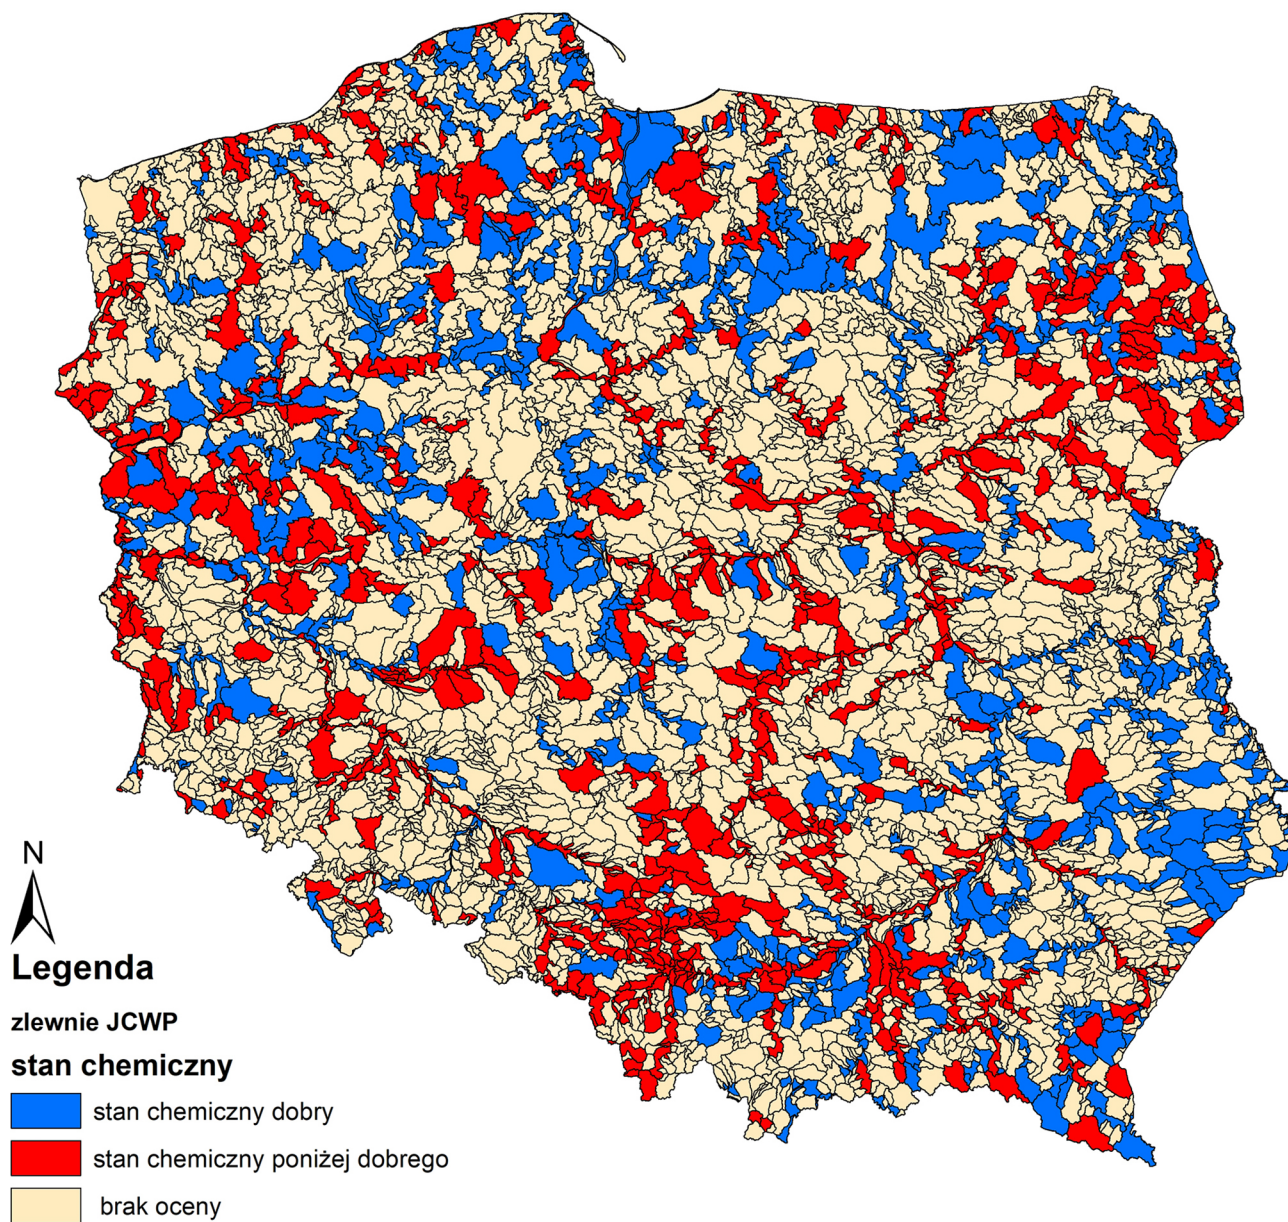 N
Legenda
zlewnie JCWP
stan chemiczny
stan chemiczny dobry
stan chemiczny poniżej dobrego
brak oceny